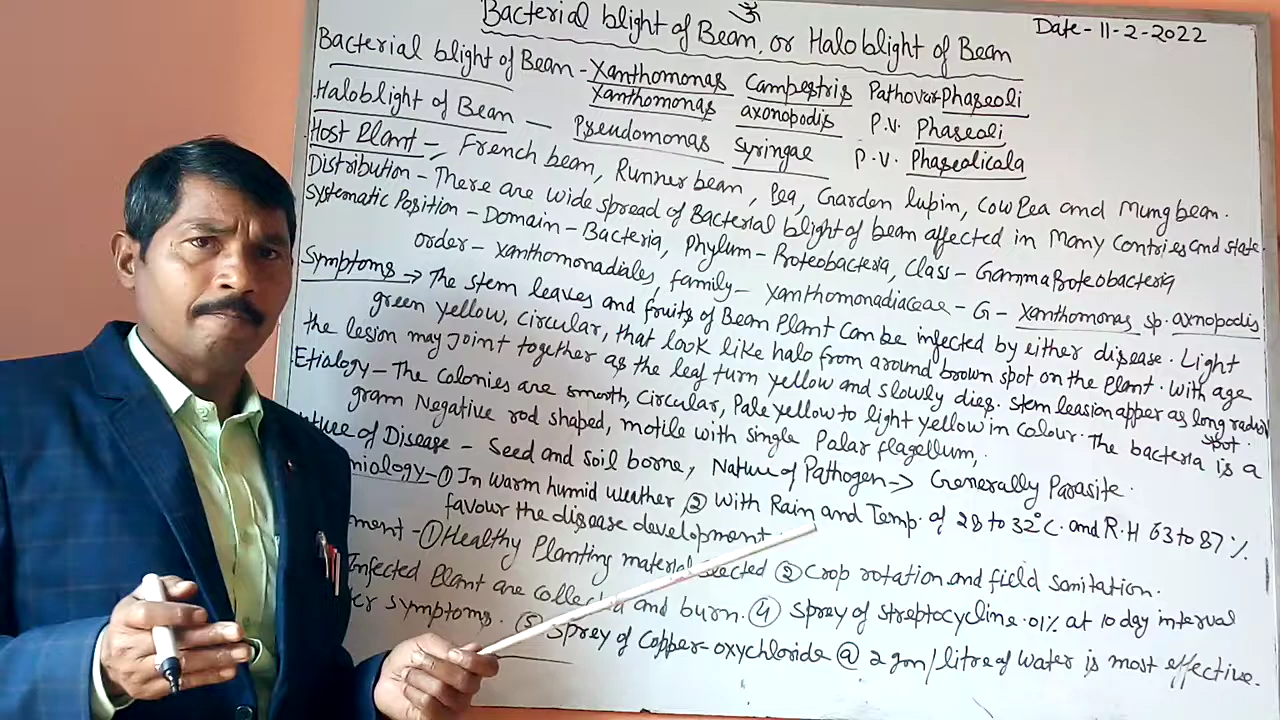 ॐ
Bacterial blight of Bean, or Halo blight of Bean
Date - 11-2-2022
Bacterial blight of Bean - Xanthomonas Campestris Pathovar Phaseoli
Xanthomonas axonopodis P.V. Phaseoli
Haloblight of Bean - Pseudomonas Syringae P.V. Phasealicala
Host Plant - French bean, Runner bean, Pea, Garden lupin, Cow Pea and Mung bean.
Distribution - There are wide spread of Bacterial blight of bean affected in Many Contries and state.
Systematic Position - Domain - Bacteria, Phylum - Proteobacteria, Class - Gamma Proteobacteria
order - Xanthomonadiales, family - Xanthomonadiaceae - G - Xanthomonas sp. axnopodis
Symptoms → The stem leaves and fruits of Bean Plant Can be infected by either disease. Light
green yellow, Circular, that look like halo from around brown spot on the Plant. With age
the lesion may Joint together as the leaf turn yellow and slowly dies. Stem leasion apper as long
spot.
Etialogy - The Colonies are smooth, Circular, Pale yellow to light yellow in colour. The bacteria is a
gram Negative rod shaped, motile with single Palar flagellum,
of Disease - Seed and soil borne, Nature of Pathogen → Generally Parasite.
miology - ① In warm humid weather, ② With Rain and Temp. of 28 to 32°C. and R.H 63 to 87 %
favour the disease development.
ment - ① Healthy Planting material selected ② Crop rotation and field sanitation.
Infected Plant are collected and burn. ④ Spray of streptocycline .01% at 10 day interval
symptoms. ⑤ Sprey of Copper-oxychloride @ 2 gm/litre of water is most effective.